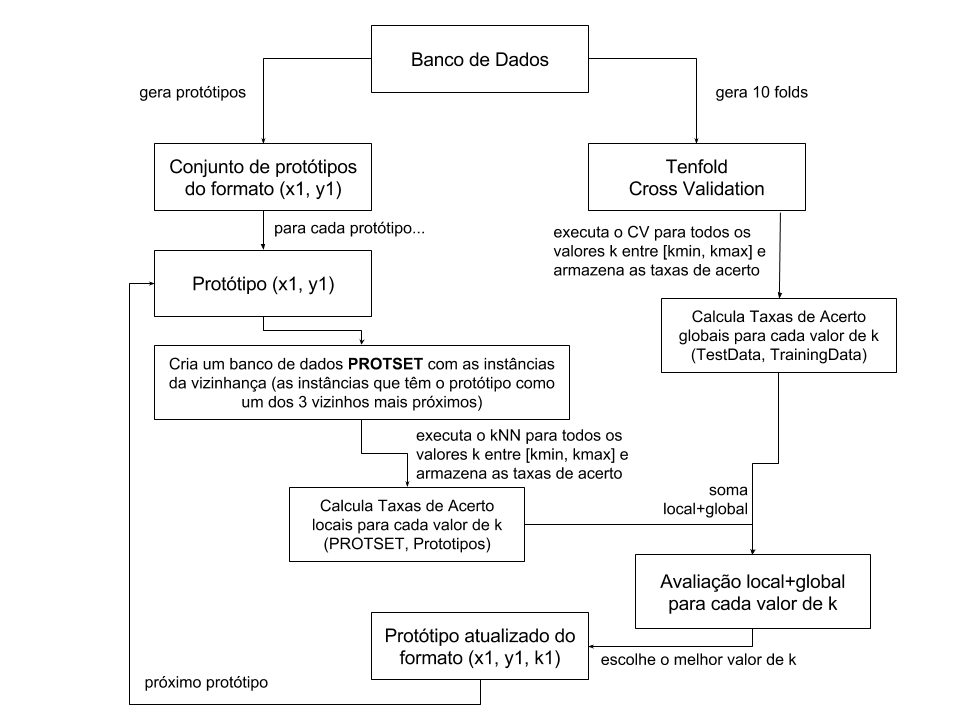 Banco de Dados
gera protótipos
gera 10 folds
Conjunto de protótipos
do formato (x1, y1)
Tenfold
Cross Validation
para cada protótipo...
executa o CV para todos os
valores k entre [kmin, kmax] e
armazena as taxas de acerto
Protótipo (x1, y1)
Calcula Taxas de Acerto
globais para cada valor de k
(TestData, TrainingData)
Cria um banco de dados PROTSET com as instâncias
da vizinhança (as instâncias que têm o protótipo como
um dos 3 vizinhos mais próximos)
executa o kNN para todos os
valores k entre [kmin, kmax] e
armazena as taxas de acerto
Calcula Taxas de Acerto
locais para cada valor de k
(PROTSET, Prototipos)
soma
local+global
Avaliação local+global
para cada valor de k
Protótipo atualizado do
formato (x1, y1, k1)
escolhe o melhor valor de k
próximo protótipo